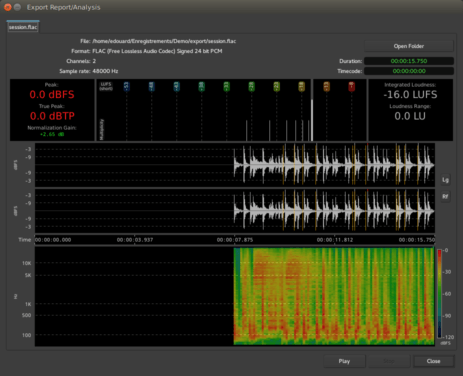 Export Report/Analysis
session.flac
File: /home/edouard/Enregistrements/Demo/export/session.flac
Format: FLAC (Free Lossless Audio Codec) Signed 24 bit PCM
Channels: 2
Sample rate: 48000 Hz
Open Folder
Duration: 00:00:15.750
Timecode: 00:00:00:00
Peak:
0.0 dBFS
True Peak:
0.0 dBTP
Normalization Gain:
+2.65 dB
LUFS
(short)
Multiplicity
Integrated Loudness:
-16.0 LUFS
Loudness Range:
0.0 LU
dBFS
-3
-9
-9
-3
dBFS
-3
-9
-9
-3
Lg
RF
Time 00:00:00.000 00:00:03.937 00:00:07.875 00:00:11.812 00:00:15.750
Hz
10K
5K
1K
500
100
-0
-30
-60
-90
-120
dBFS
Play
Close